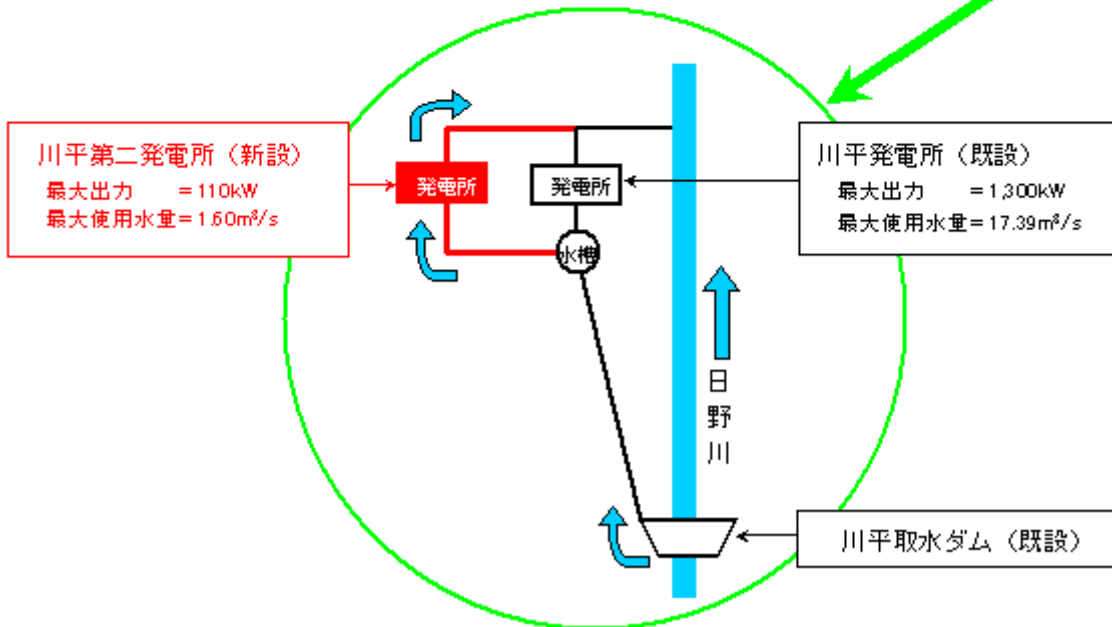 川平第二発電所（新設）
最大出力　　＝110kW
最大使用水量＝1.60m³/s
発電所
発電所
川平発電所（既設）
最大出力　　＝1,300kW
最大使用水量＝17.39m³/s
水槽
日野川
川平取水ダム（既設）